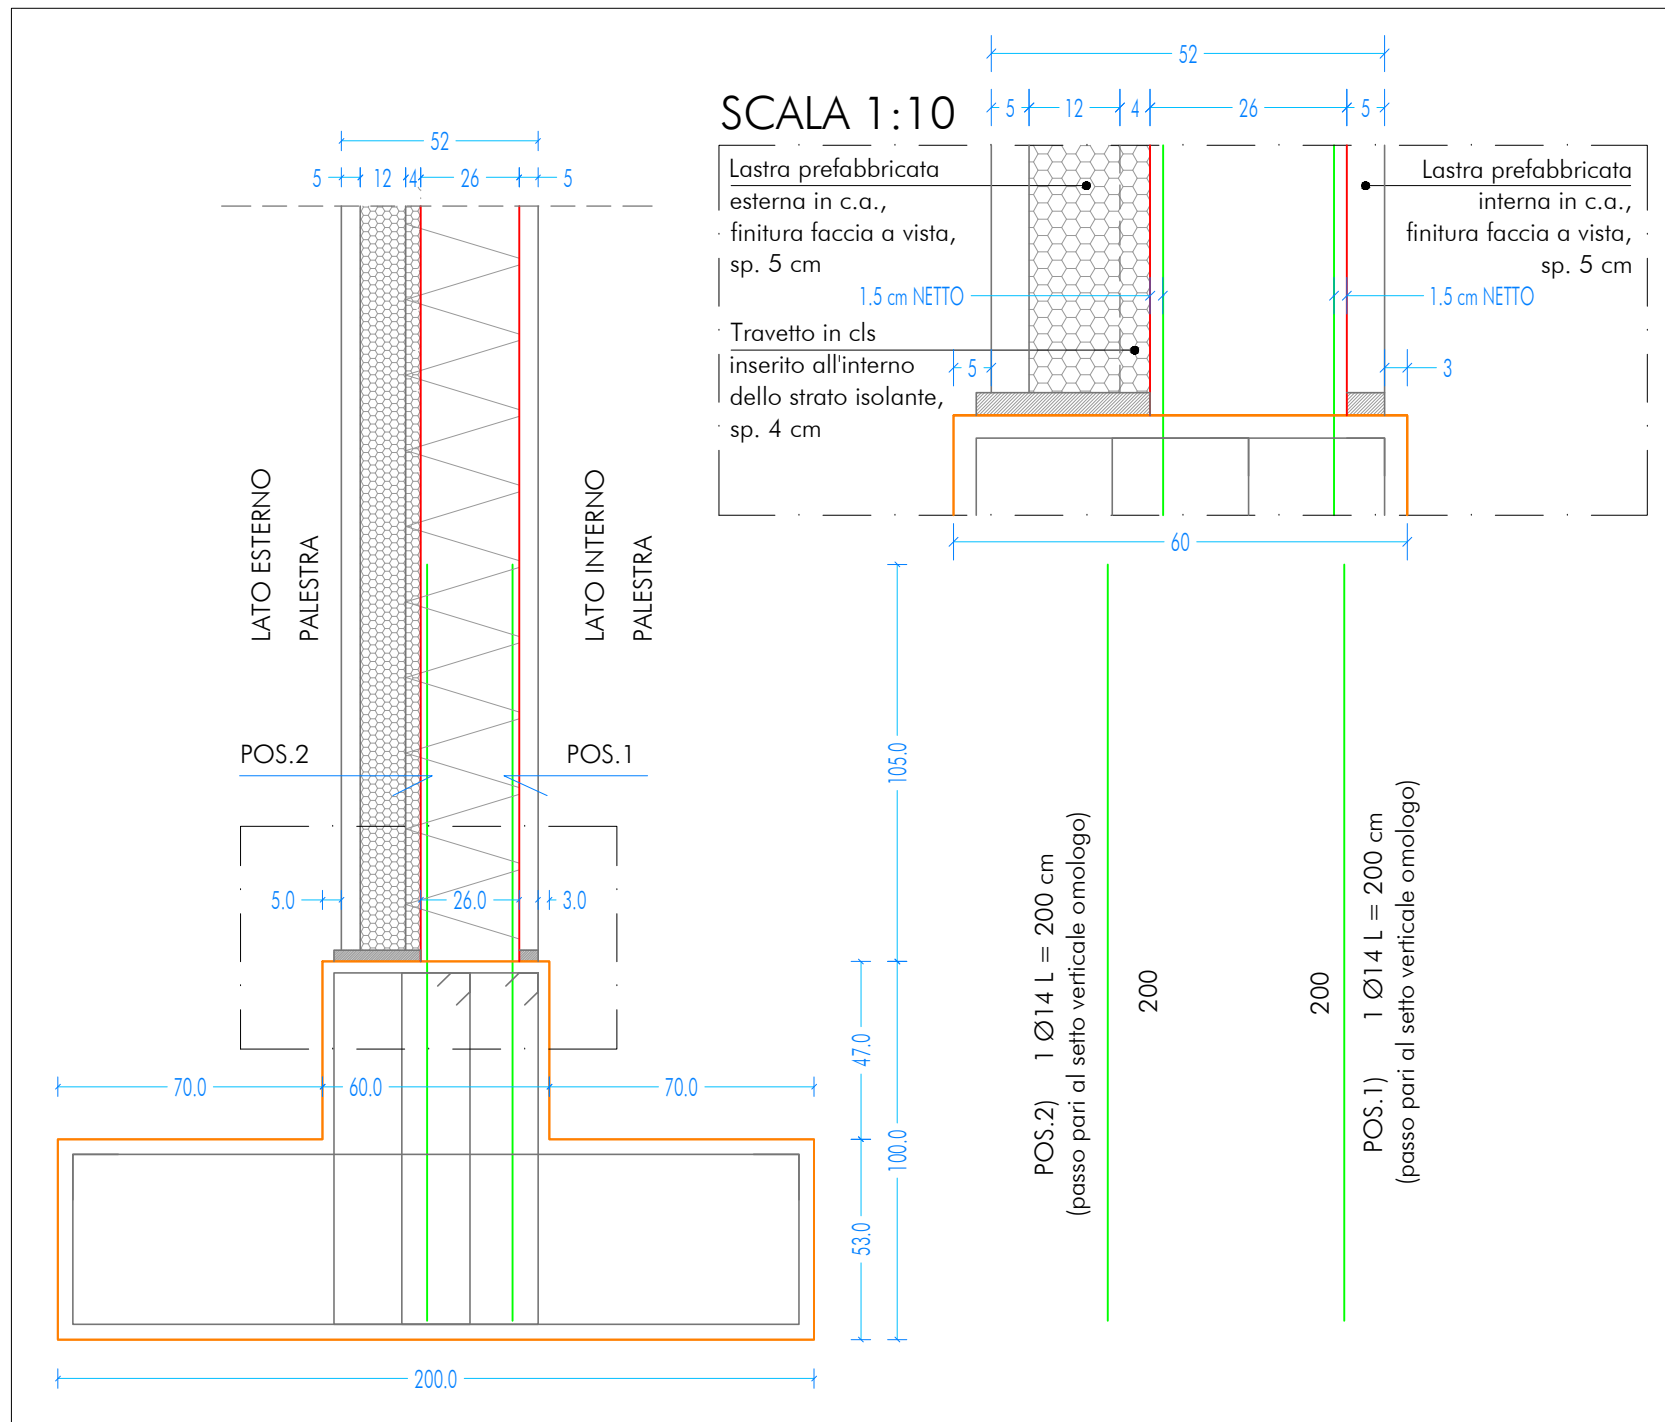 52
5
12
4
26
5
LATO ESTERNO
PALESTRA
LATO INTERNO
PALESTRA
POS.2
POS.1
5.0
26.0
3.0
70.0
60.0
70.0
200.0
SCALA 1:10
52
5
12
4
26
5
Lastra prefabbricata
esterna in c.a.,
finitura faccia a vista,
sp. 5 cm
Lastra prefabbricata
interna in c.a.,
finitura faccia a vista,
sp. 5 cm
1.5 cm NETTO
1.5 cm NETTO
Travetto in cls
inserito all'interno
dello strato isolante,
sp. 4 cm
5
3
60
105.0
47.0
100.0
53.0
POS.2) 1 Ø14 L = 200 cm
(passo pari al setto verticale omologo)
200
200
POS.1) 1 Ø14 L = 200 cm
(passo pari al setto verticale omologo)